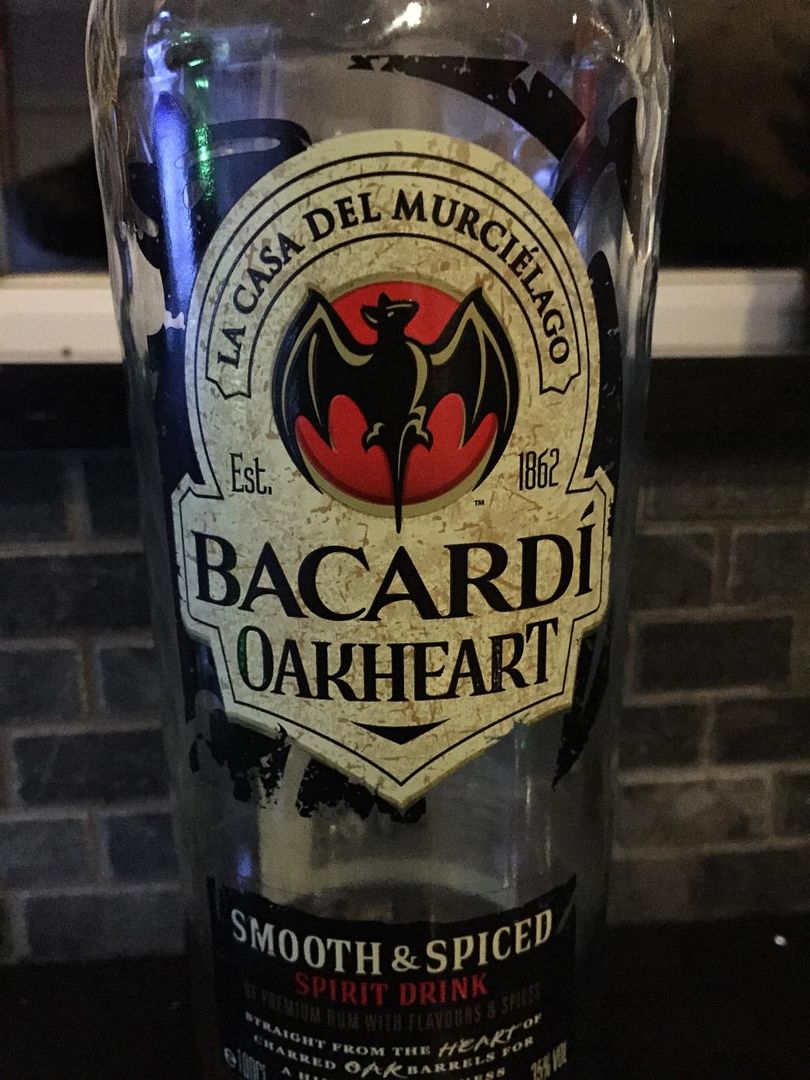 LA CASA DEL MURCIÉLAGO
Est. 1862
™
BACARDÍ
OAKHEART
SMOOTH & SPICED
SPIRIT DRINK
OF PREMIUM RUM WITH FLAVOURS & SPICES
STRAIGHT FROM THE HEART OF
CHARRED OAK BARRELS FOR
A
35% VOL